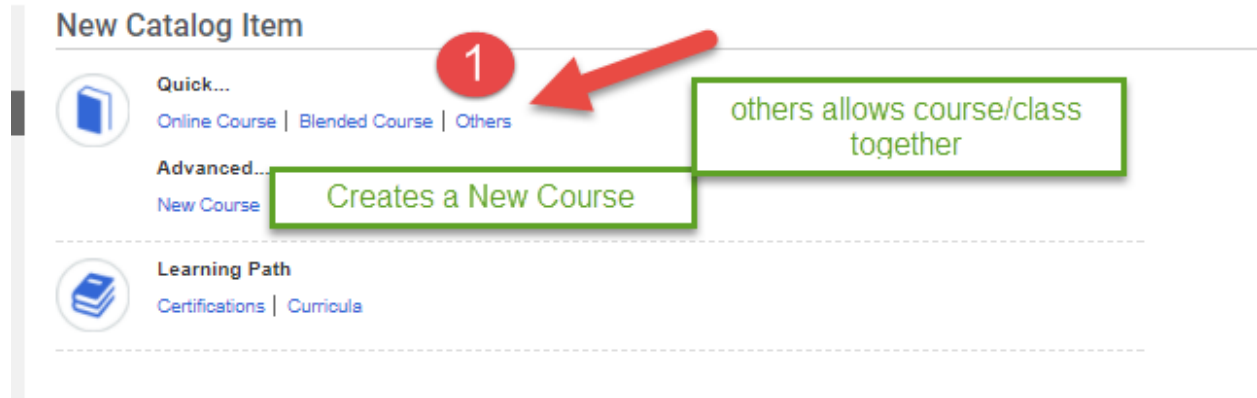 New Catalog Item
1
Quick...
Online Course | Blended Course | Others
others allows course/class
together
Advanced...
New Course
Creates a New Course
Learning Path
Certifications | Curricula